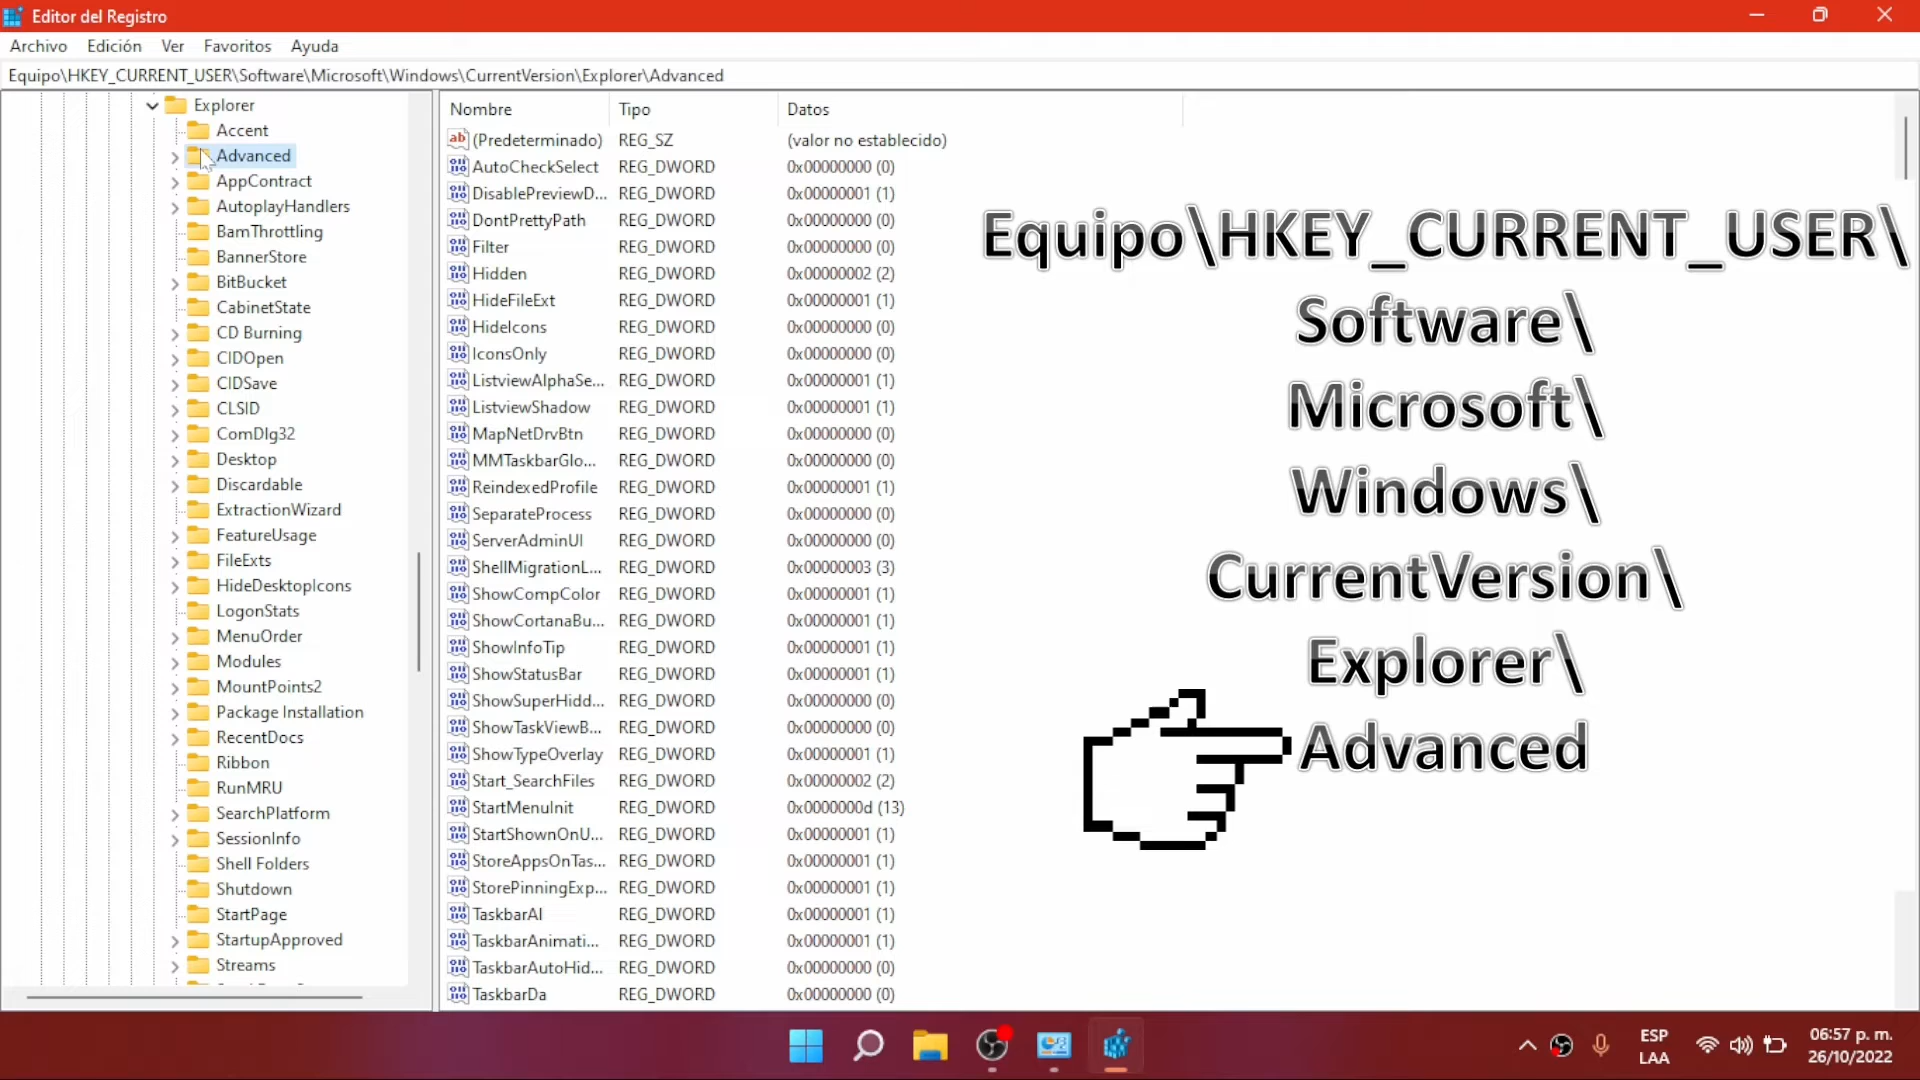 Editor del Registro
Archivo Edición Ver Favoritos Ayuda
Equipo\HKEY_CURRENT_USER\Software\Microsoft\Windows\CurrentVersion\Explorer\Advanced
Explorer
Accent
Advanced
AppContract
AutoplayHandlers
BamThrottling
BannerStore
BitBucket
CabinetState
CD Burning
CIDOpen
CIDSave
CLSID
ComDlg32
Desktop
Discardable
ExtractionWizard
FeatureUsage
FileExts
HideDesktopIcons
LogonStats
MenuOrder
Modules
MountPoints2
Package Installation
RecentDocs
Ribbon
RunMRU
SearchPlatform
SessionInfo
Shell Folders
Shutdown
StartPage
StartupApproved
Streams
Nombre Tipo Datos
(Predeterminado) REG_SZ (valor no establecido)
AutoCheckSelect REG_DWORD 0x00000000 (0)
DisablePreviewD... REG_DWORD 0x00000001 (1)
DontPrettyPath REG_DWORD 0x00000000 (0)
Filter REG_DWORD 0x00000000 (0)
Hidden REG_DWORD 0x00000002 (2)
HideFileExt REG_DWORD 0x00000001 (1)
HideIcons REG_DWORD 0x00000000 (0)
IconsOnly REG_DWORD 0x00000000 (0)
ListviewAlphaSe... REG_DWORD 0x00000001 (1)
ListviewShadow REG_DWORD 0x00000001 (1)
MapNetDrvBtn REG_DWORD 0x00000000 (0)
MMTaskbarGlo... REG_DWORD 0x00000000 (0)
ReindexedProfile REG_DWORD 0x00000001 (1)
SeparateProcess REG_DWORD 0x00000000 (0)
ServerAdminUI REG_DWORD 0x00000000 (0)
ShellMigrationL... REG_DWORD 0x00000003 (3)
ShowCompColor REG_DWORD 0x00000001 (1)
ShowCortanaBu... REG_DWORD 0x00000001 (1)
ShowInfoTip REG_DWORD 0x00000001 (1)
ShowStatusBar REG_DWORD 0x00000001 (1)
ShowSuperHidd... REG_DWORD 0x00000000 (0)
ShowTaskViewB... REG_DWORD 0x00000000 (0)
ShowTypeOverlay REG_DWORD 0x00000001 (1)
Start_SearchFiles REG_DWORD 0x00000002 (2)
StartMenuInit REG_DWORD 0x0000000d (13)
StartShownOnU... REG_DWORD 0x00000001 (1)
StoreAppsOnTas... REG_DWORD 0x00000001 (1)
StorePinningExp... REG_DWORD 0x00000001 (1)
TaskbarAl REG_DWORD 0x00000001 (1)
TaskbarAnimati... REG_DWORD 0x00000001 (1)
TaskbarAutoHid... REG_DWORD 0x00000000 (0)
TaskbarDa REG_DWORD 0x00000000 (0)
Equipo\HKEY_CURRENT_USER\
Software\
Microsoft\
Windows\
CurrentVersion\
Explorer\
Advanced
ESP
LAA
06:57 p. m.
26/10/2022